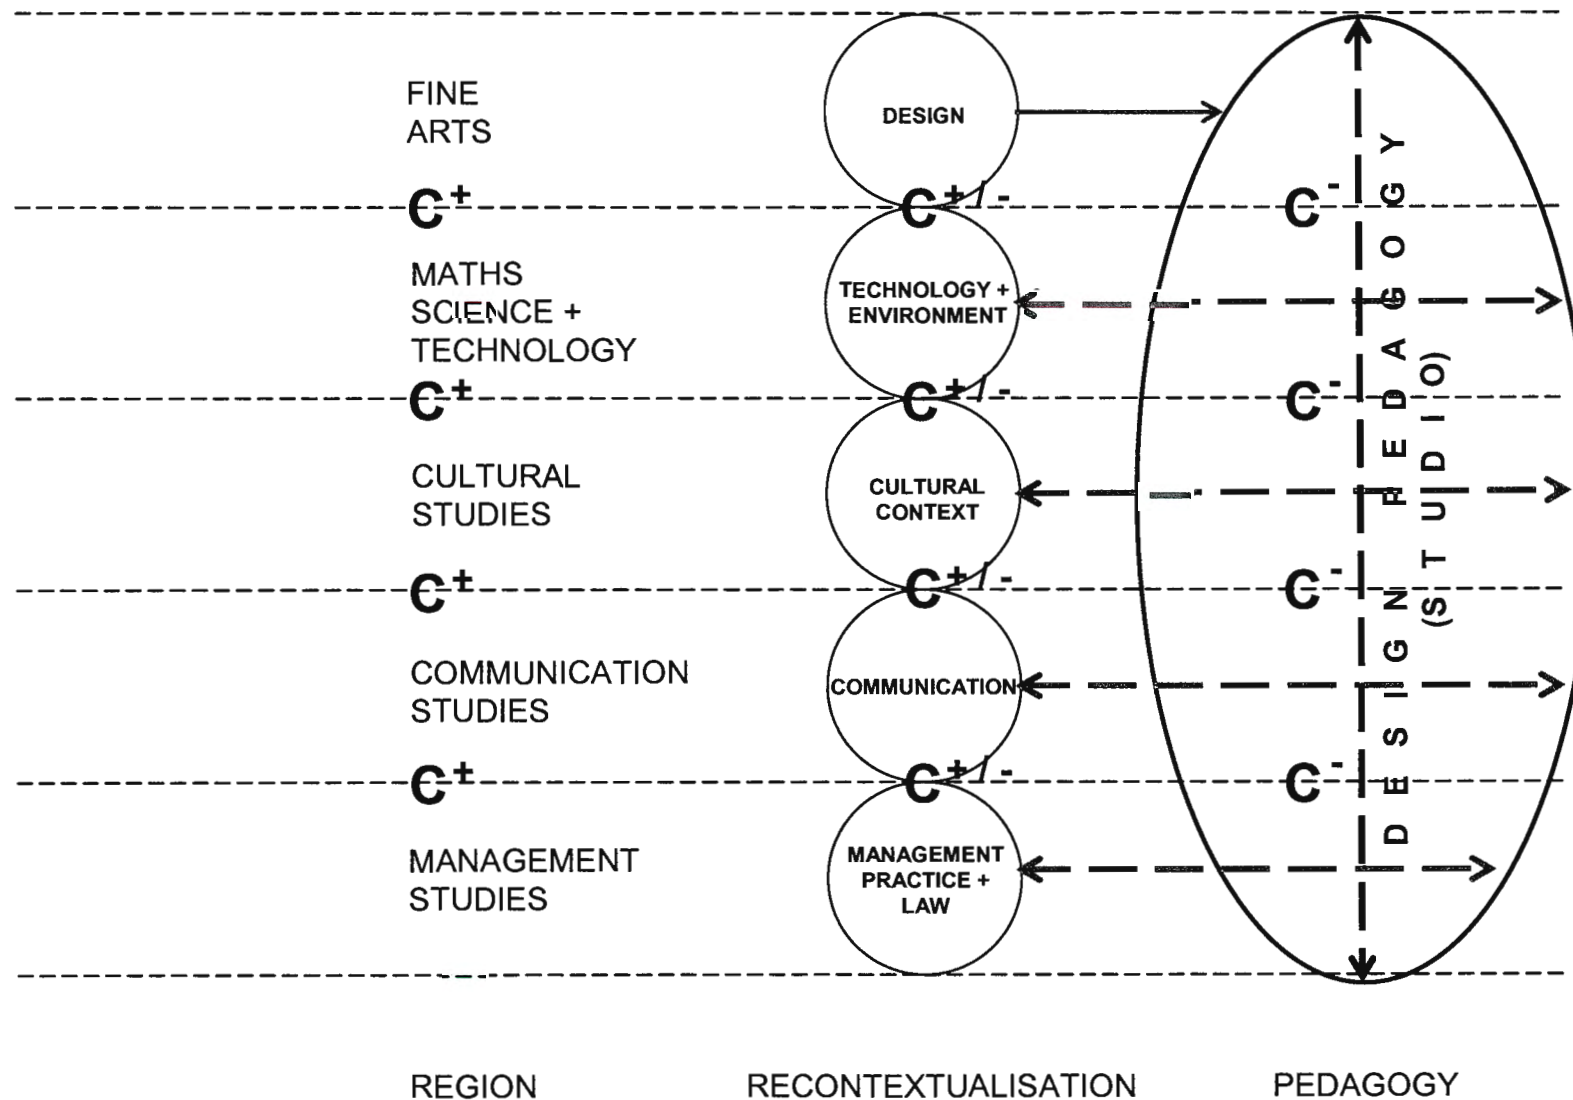 FINE
ARTS
DESIGN
C+
C+/-
C-
MATHS
SCIENCE +
TECHNOLOGY
TECHNOLOGY +
ENVIRONMENT
C+
C+/-
C-
CULTURAL
STUDIES
CULTURAL
CONTEXT
C+
C+/-
C-
COMMUNICATION
STUDIES
COMMUNICATION
C+
C+/-
C-
MANAGEMENT
STUDIES
MANAGEMENT
PRACTICE +
LAW
DESIGN PEDAGOGY
(STUDIO)
REGION
RECONTEXTUALISATION
PEDAGOGY